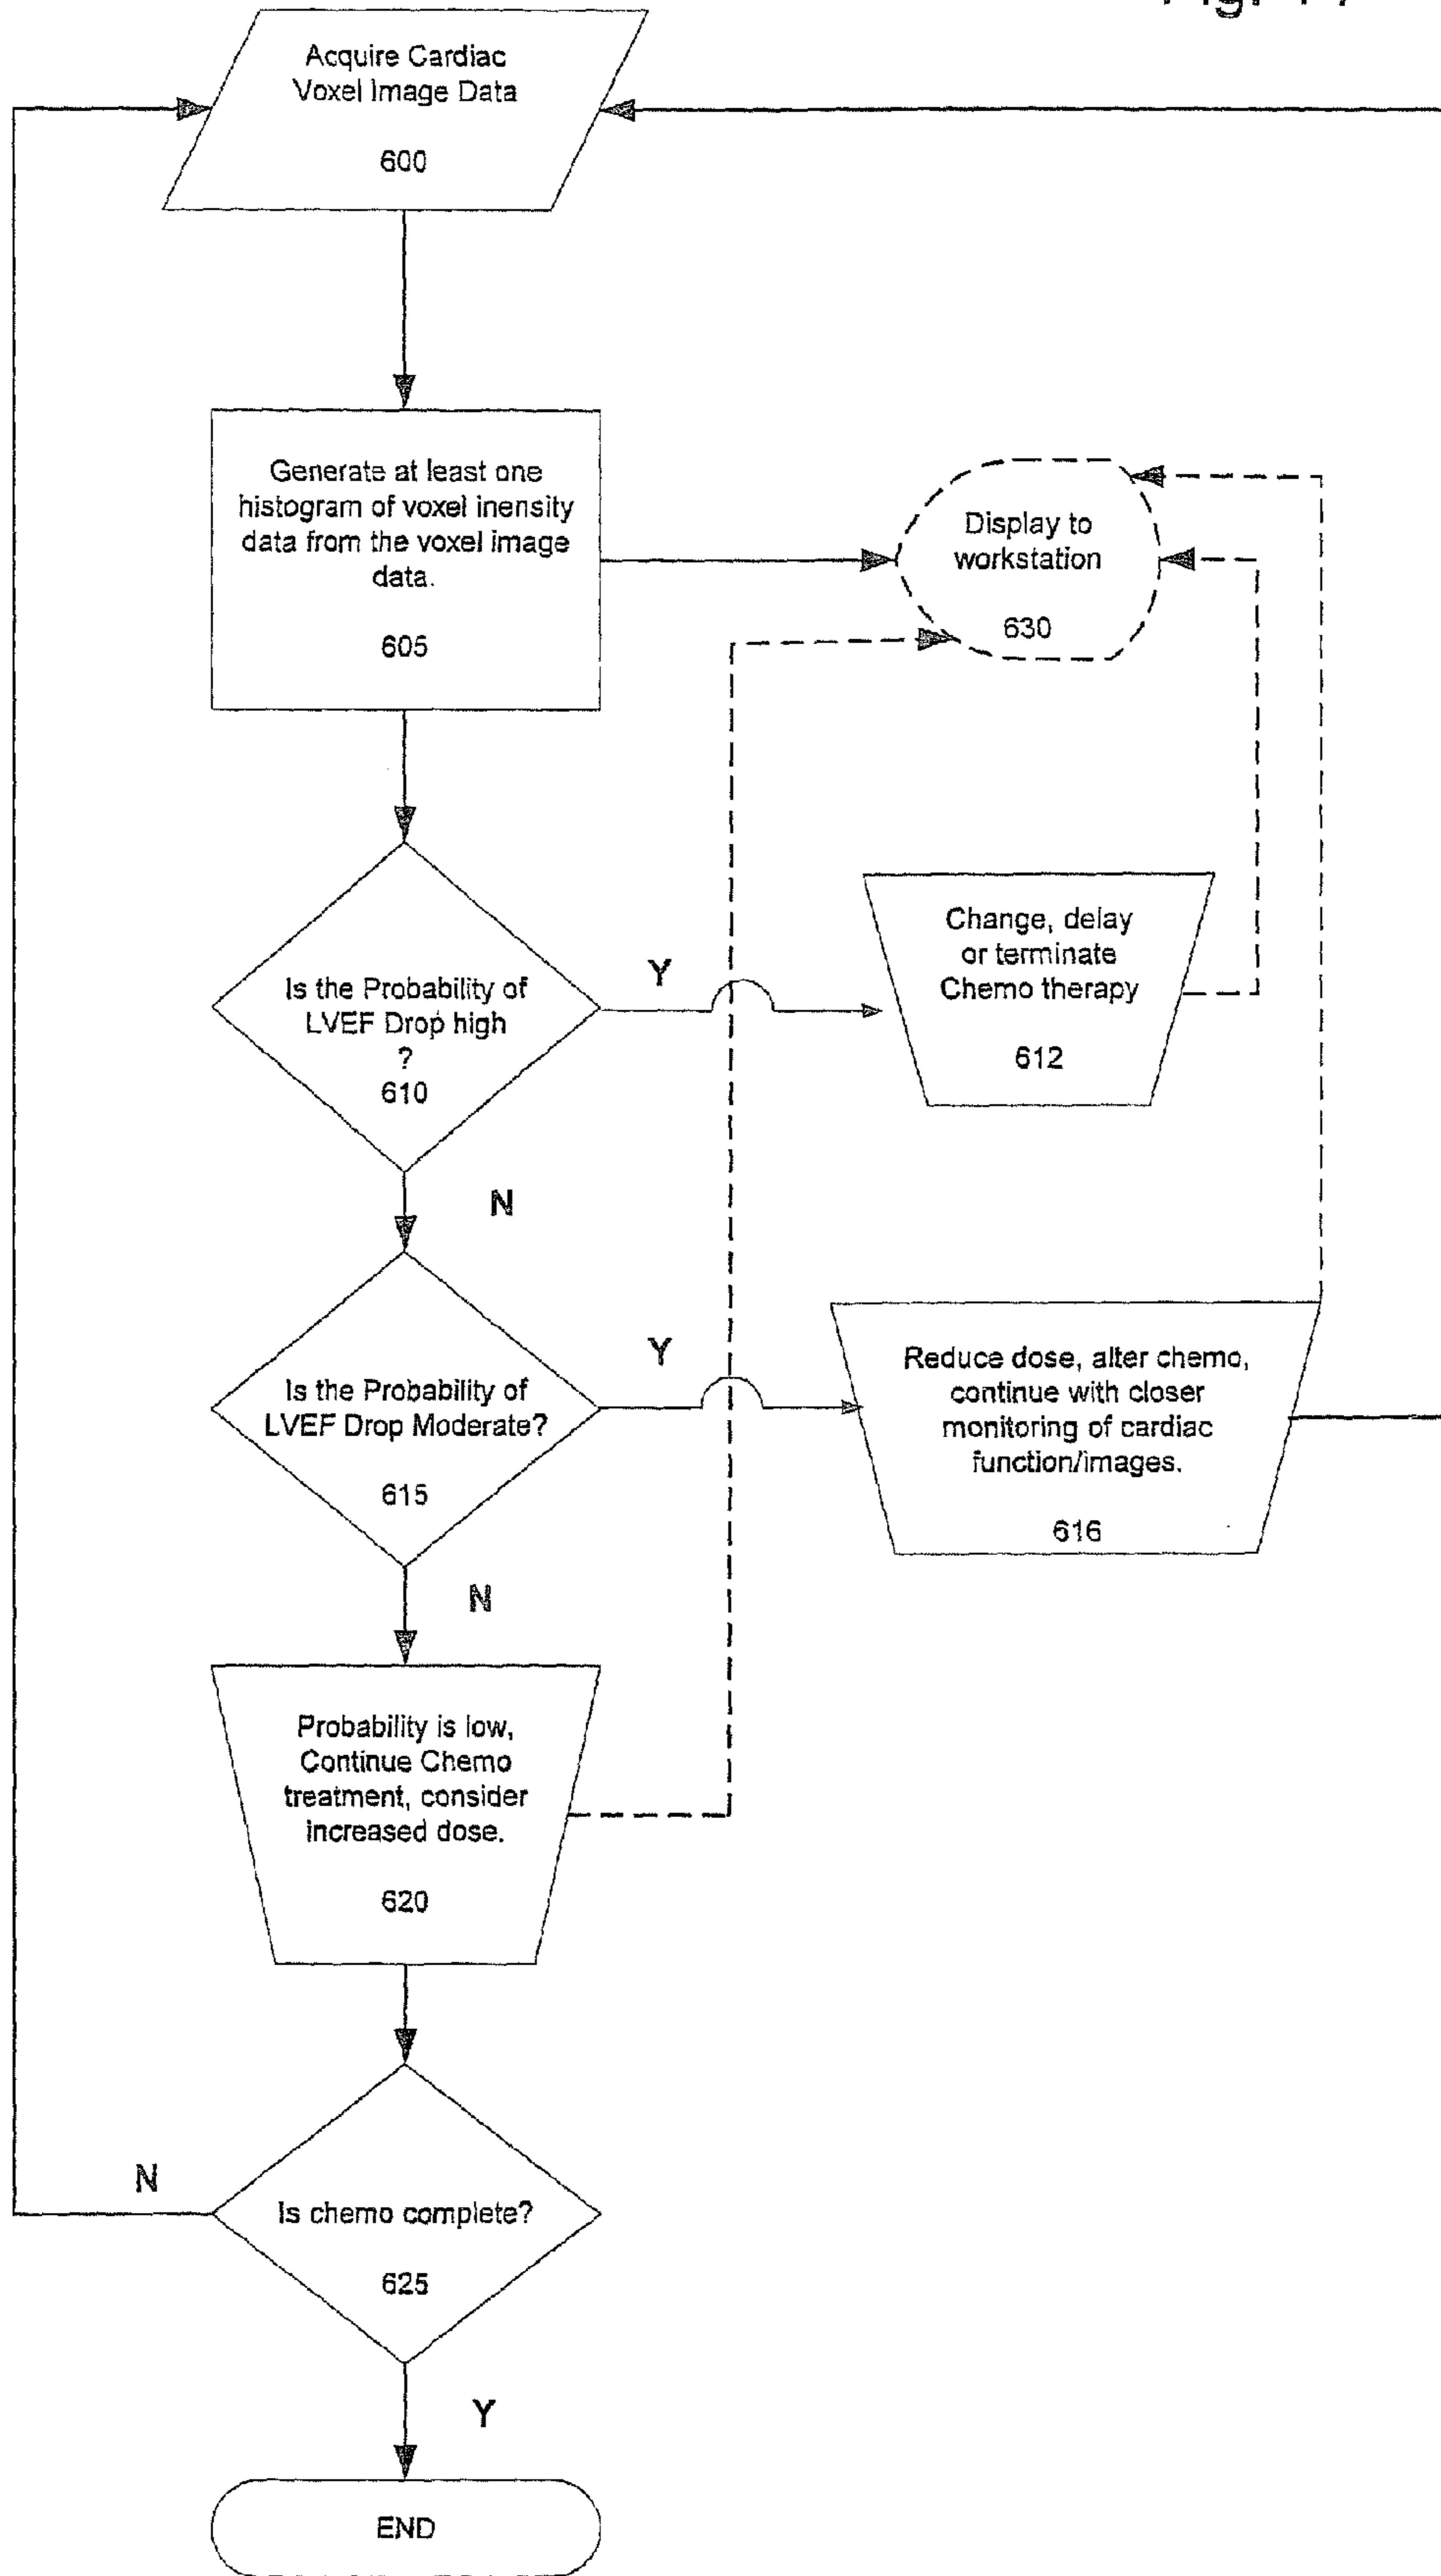 Acquire Cardiac
Voxel Image Data
600
Generate at least one
histogram of voxel inensity
data from the voxel image
data.
605
Display to
workstation
630
Is the Probability of
LVEF Drop high
?
610
Y
Change, delay
or terminate
Chemo therapy
612
N
Is the Probability of
LVEF Drop Moderate?
615
Y
Reduce dose, alter chemo,
continue with closer
monitoring of cardiac
function/images.
616
N
Probability is low,
Continue Chemo
treatment, consider
increased dose.
620
Is chemo complete?
625
N
Y
END